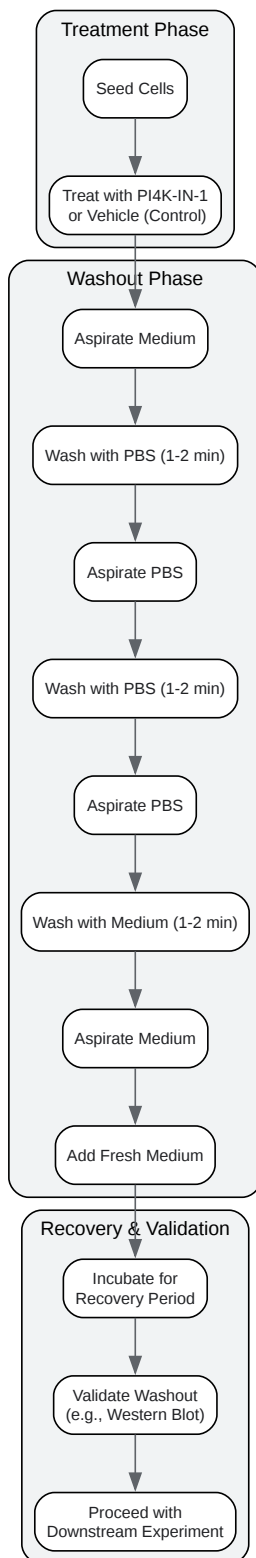 Treatment Phase
Seed Cells
Treat with PI4K-IN-1
or Vehicle (Control)
Washout Phase
Aspirate Medium
Wash with PBS (1-2 min)
Aspirate PBS
Wash with PBS (1-2 min)
Aspirate PBS
Wash with Medium (1-2 min)
Aspirate Medium
Add Fresh Medium
Recovery & Validation
Incubate for
Recovery Period
Validate Washout
(e.g., Western Blot)
Proceed with
Downstream Experiment